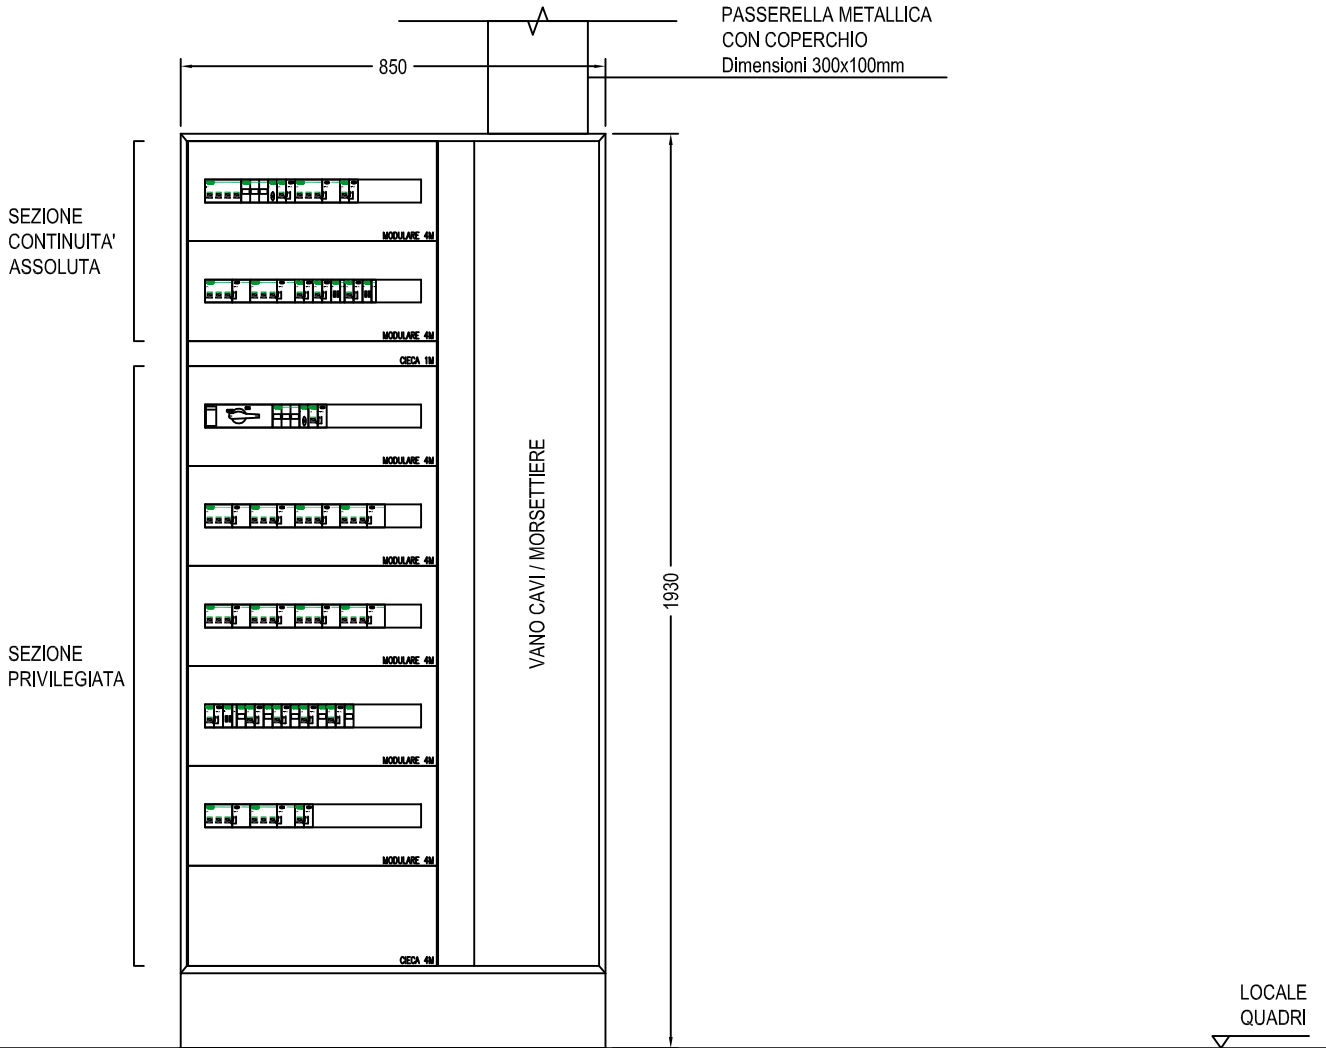 PASSERELLA METALLICA
CON COPERCHIO
Dimensioni 300x100mm
850
SEZIONE
CONTINUITA'
ASSOLUTA
MODULARE 4M
MODULARE 4M
CIECA 1M
MODULARE 4M
MODULARE 4M
MODULARE 4M
MODULARE 4M
MODULARE 4M
CIECA 4M
SEZIONE
PRIVILEGIATA
VANO CAVI / MORSETTIERE
1930
LOCALE
QUADRI